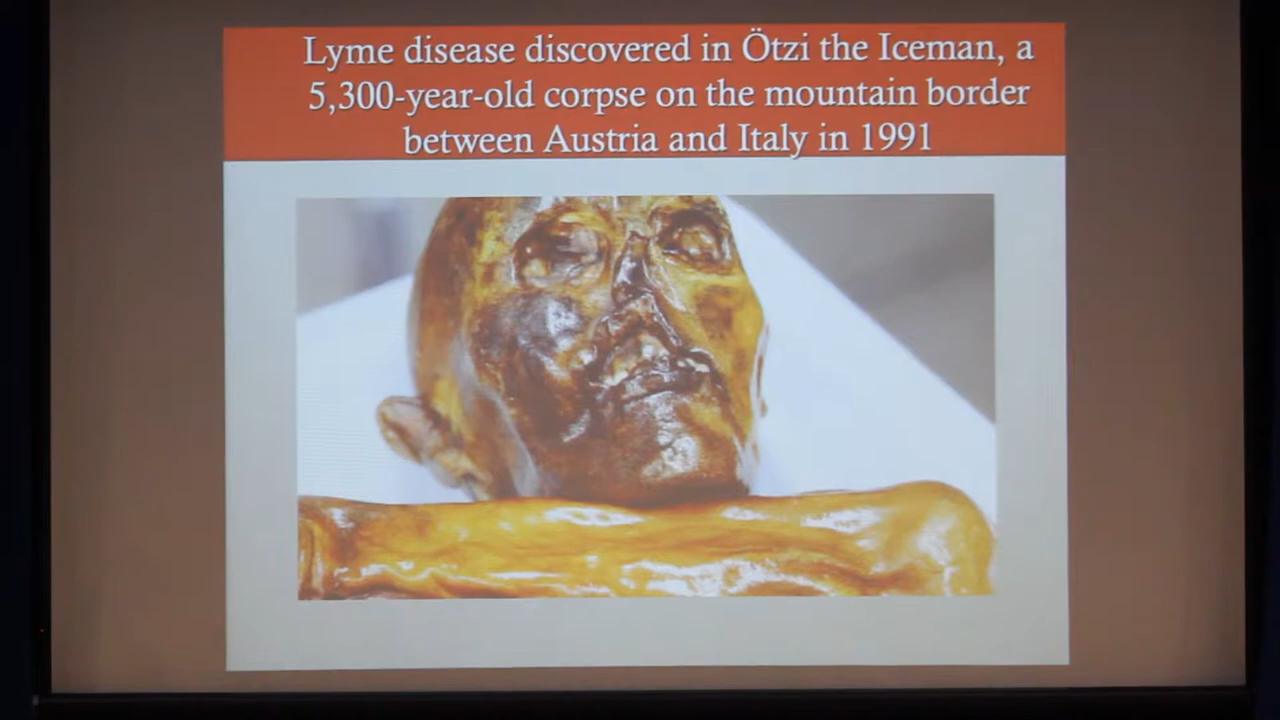 Lyme disease discovered in Ötzi the Iceman, a
5,300-year-old corpse on the mountain border
between Austria and Italy in 1991